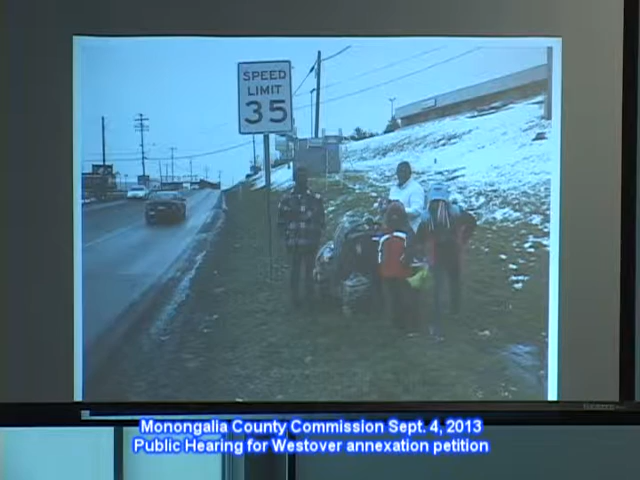 SPEED
LIMIT
35
Monongalia County Commission Sept. 4, 2013
Public Hearing for Westover annexation petition